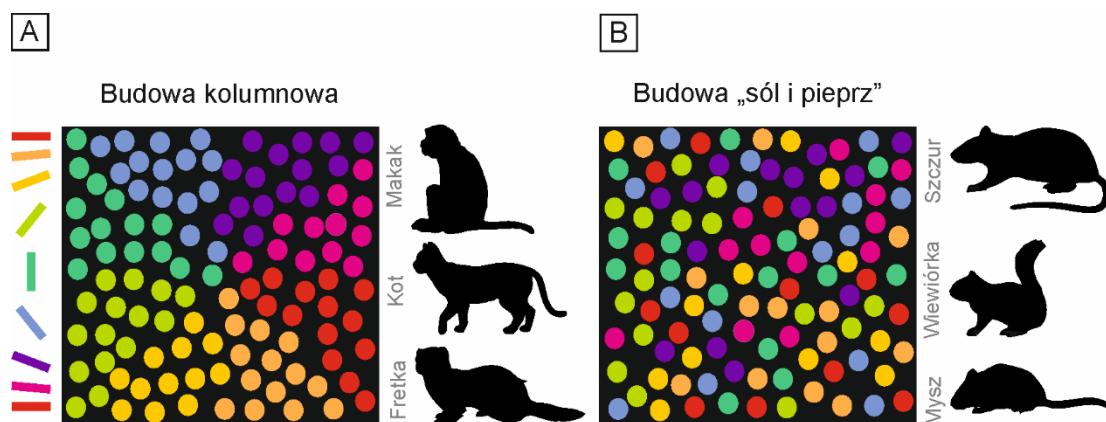 A
Budowa kolumnowa
Makak
Kot
Fretka
B
Budowa „sól i pieprz”
Szczur
Wiewiórka
Mysz